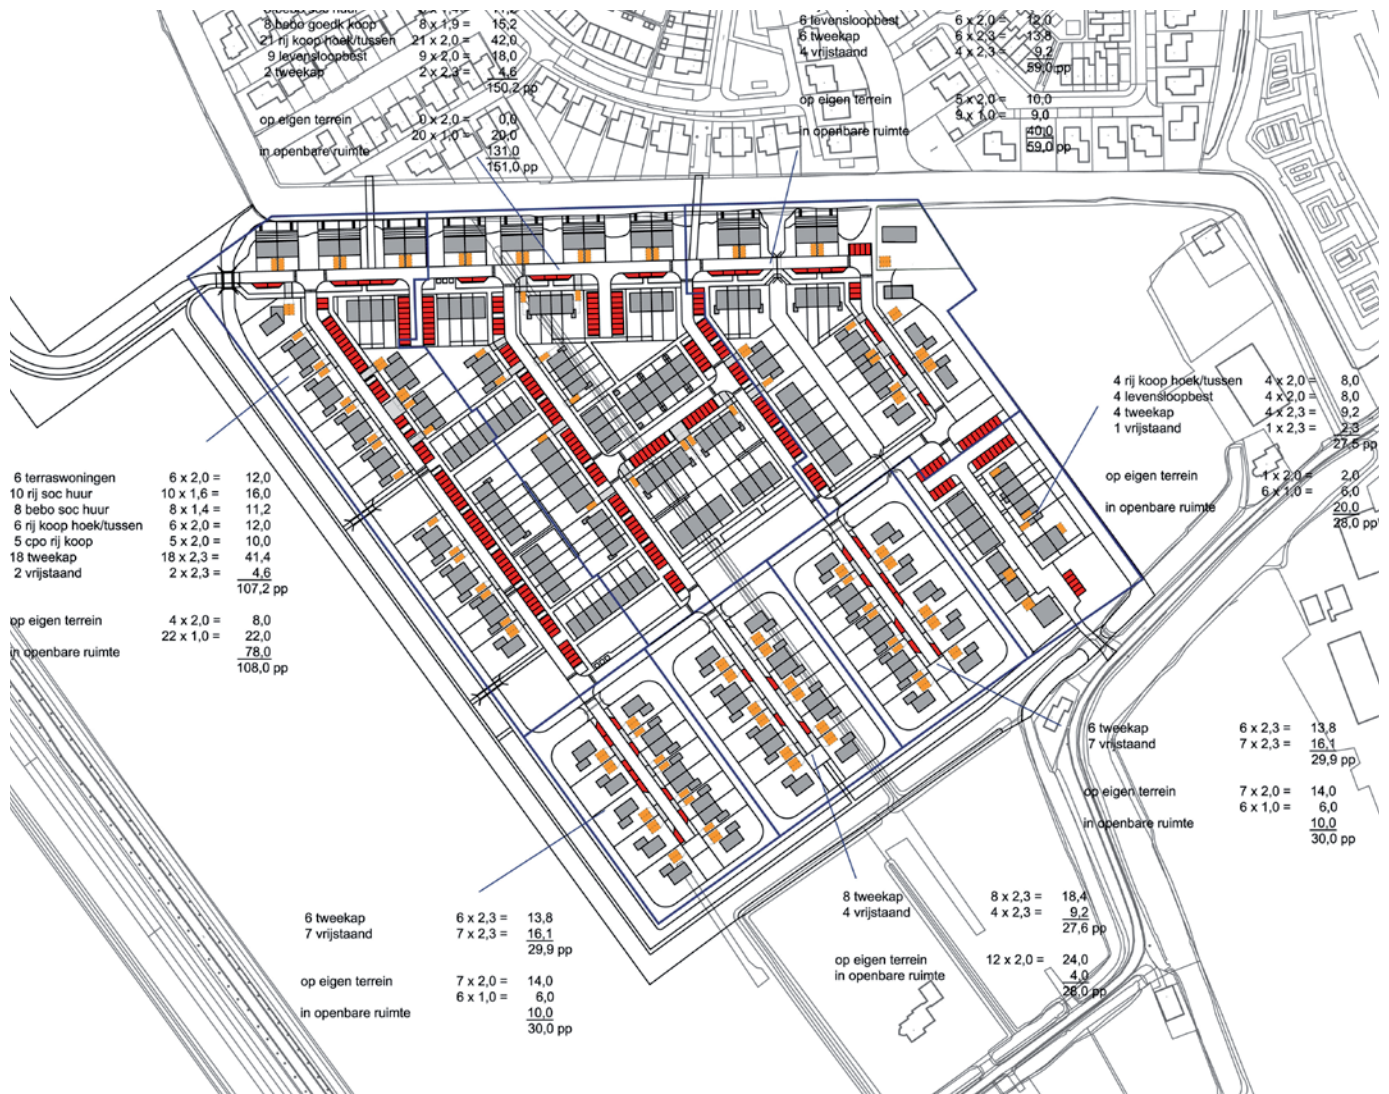 8 bebo goedk koop 8 x 1,9 = 15,2
21 rij koop hoek/tussen 21 x 2,0 = 42,0
9 levensloopbest 9 x 2,0 = 18,0
2 tweekap 2 x 2,3 = 4,6
150,2 pp
op eigen terrein 0 x 2,0 = 0,0
20 x 1,0 = 20,0
in openbare ruimte 131,0
151,0 pp
6 levensloopbest 6 x 2,0 = 12,0
6 tweekap 6 x 2,3 = 13,8
4 vrijstaand 4 x 2,3 = 9,2
59,0 pp
op eigen terrein 5 x 2,0 = 10,0
9 x 1,0 = 9,0
in openbare ruimte 40,0
59,0 pp
4 rij koop hoek/tussen 4 x 2,0 = 8,0
4 levensloopbest 4 x 2,0 = 8,0
4 tweekap 4 x 2,3 = 9,2
1 vrijstaand 1 x 2,3 = 2,3
27,5 pp
op eigen terrein 1 x 2,0 = 2,0
6 x 1,0 = 6,0
in openbare ruimte 20,0
28,0 pp
6 terraswoningen 6 x 2,0 = 12,0
10 rij soc huur 10 x 1,6 = 16,0
8 bebo soc huur 8 x 1,4 = 11,2
6 rij koop hoek/tussen 6 x 2,0 = 12,0
5 cpo rij koop 5 x 2,0 = 10,0
18 tweekap 18 x 2,3 = 41,4
2 vrijstaand 2 x 2,3 = 4,6
107,2 pp
op eigen terrein 4 x 2,0 = 8,0
22 x 1,0 = 22,0
in openbare ruimte 78,0
108,0 pp
6 tweekap 6 x 2,3 = 13,8
7 vrijstaand 7 x 2,3 = 16,1
29,9 pp
op eigen terrein 7 x 2,0 = 14,0
6 x 1,0 = 6,0
in openbare ruimte 10,0
30,0 pp
8 tweekap 8 x 2,3 = 18,4
4 vrijstaand 4 x 2,3 = 9,2
27,6 pp
op eigen terrein 12 x 2,0 = 24,0
in openbare ruimte 4,0
28,0 pp
6 tweekap 6 x 2,3 = 13,8
7 vrijstaand 7 x 2,3 = 16,1
29,9 pp
op eigen terrein 7 x 2,0 = 14,0
6 x 1,0 = 6,0
in openbare ruimte 10,0
30,0 pp